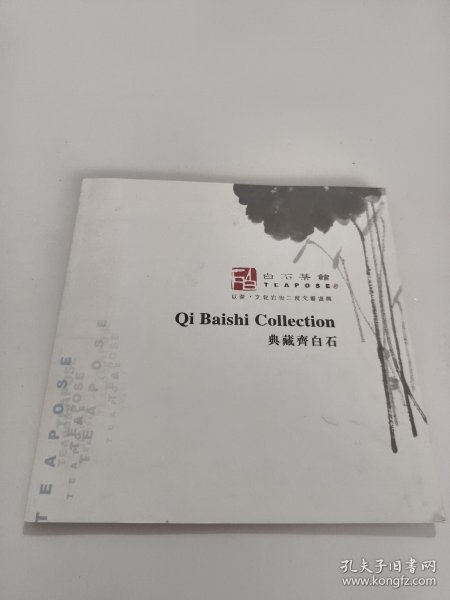 白石茶館
TEAPOSE
Qi Baishi Collection
典藏齊白石
TEAPOSE
TEAPOSE
TEAPOSE
TEAPOSE
孔夫子旧书网
www.kongfz.com